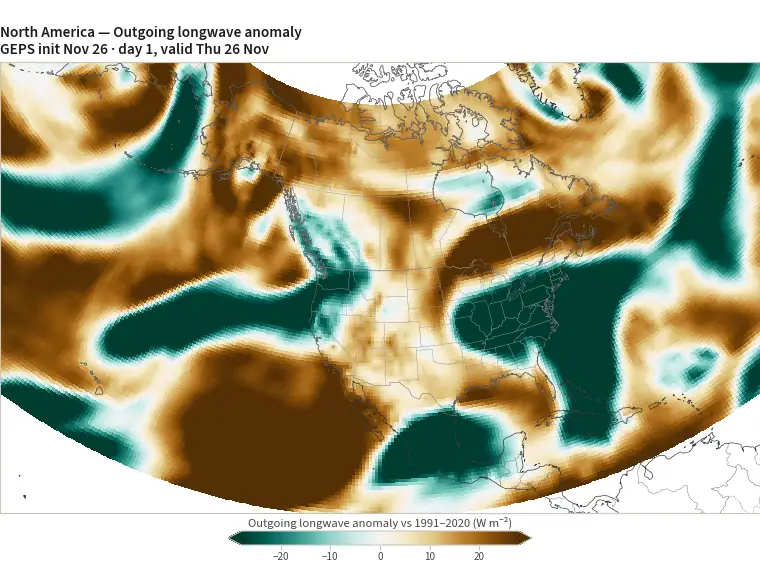 North America — Outgoing longwave anomaly
GEPS init Nov 26 · day 1, valid Thu 26 Nov
Outgoing longwave anomaly vs 1991–2020 (W m⁻²)
−20 −10 0 10 20